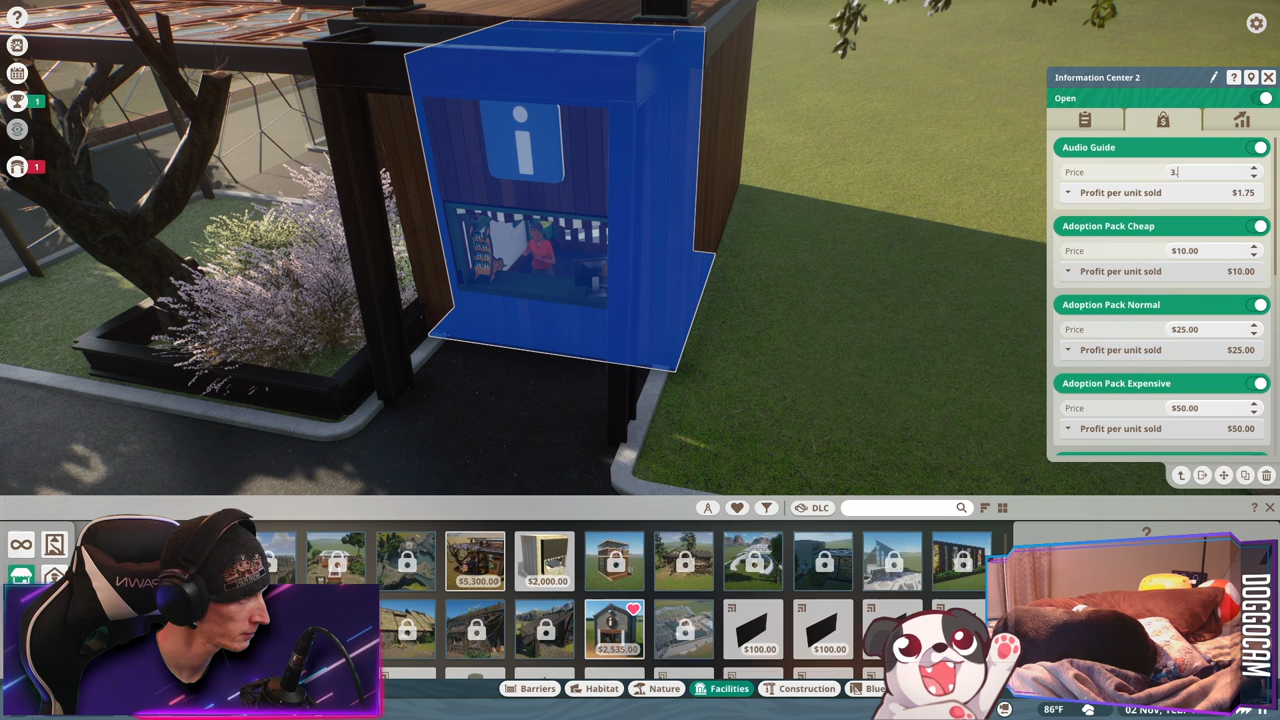 ?
1
1
Information Center 2
?
Open
Audio Guide
Price 3.
Profit per unit sold $1.75
Adoption Pack Cheap
Price $10.00
Profit per unit sold $10.00
Adoption Pack Normal
Price $25.00
Profit per unit sold $25.00
Adoption Pack Expensive
Price $50.00
Profit per unit sold $50.00
DLC
?
?
$5,300.00
$2,000.00
$2,535.00
$100.00
$100.00
Barriers
Habitat
Nature
Facilities
Construction
Blue
86°F
02 Nov,
DOGGOCAM